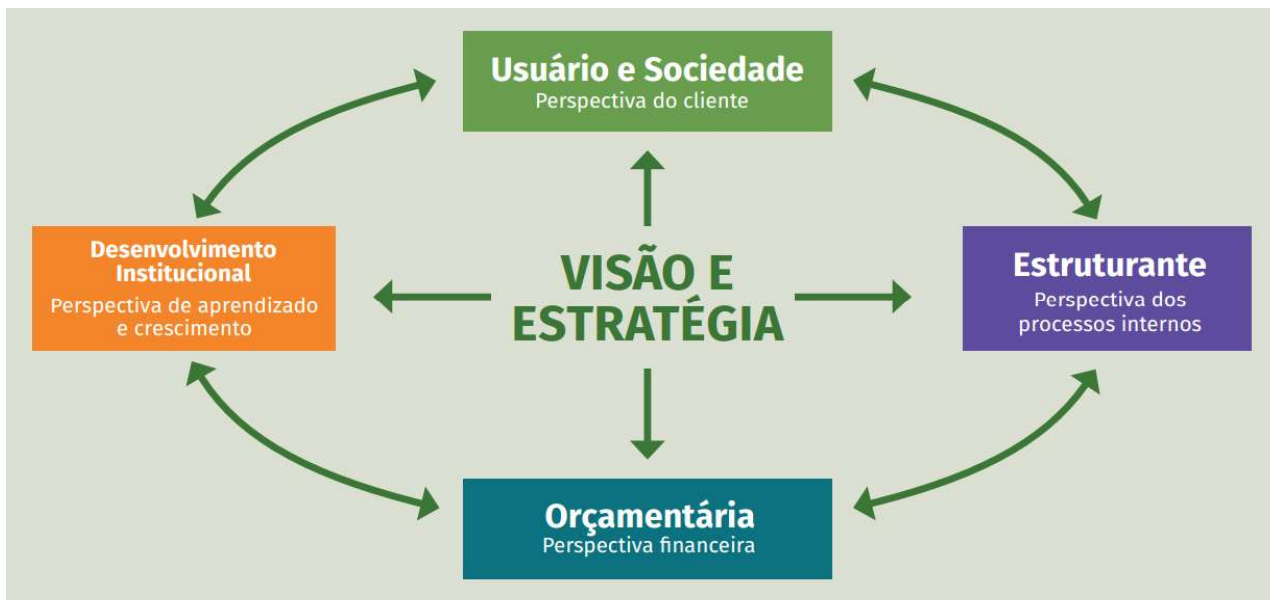 Usuário e Sociedade
Perspectiva do cliente
Desenvolvimento
Institucional
Perspectiva de aprendizado
e crescimento
VISÃO E
ESTRATÉGIA
Estruturante
Perspectiva dos
processos internos
Orçamentária
Perspectiva financeira